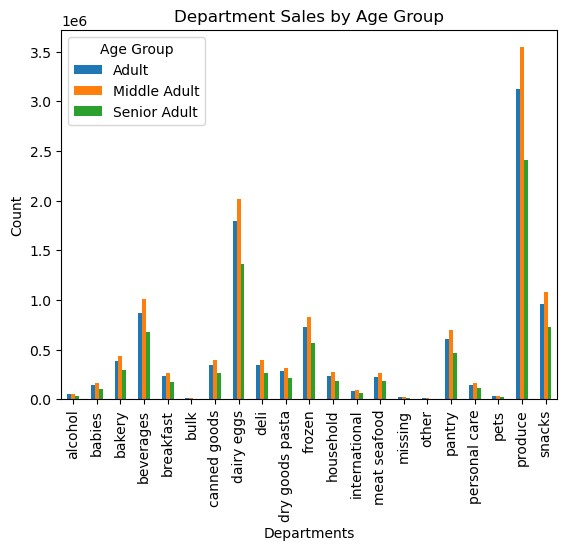 Department Sales by Age Group
1e6
Age Group
Adult
Middle Adult
Senior Adult
3.5
3.0
2.5
2.0
1.5
1.0
0.5
0.0
Count
alcohol
babies
bakery
beverages
breakfast
bulk
canned goods
dairy eggs
deli
dry goods pasta
frozen
household
international
meat seafood
missing
other
pantry
personal care
pets
produce
snacks
Departments